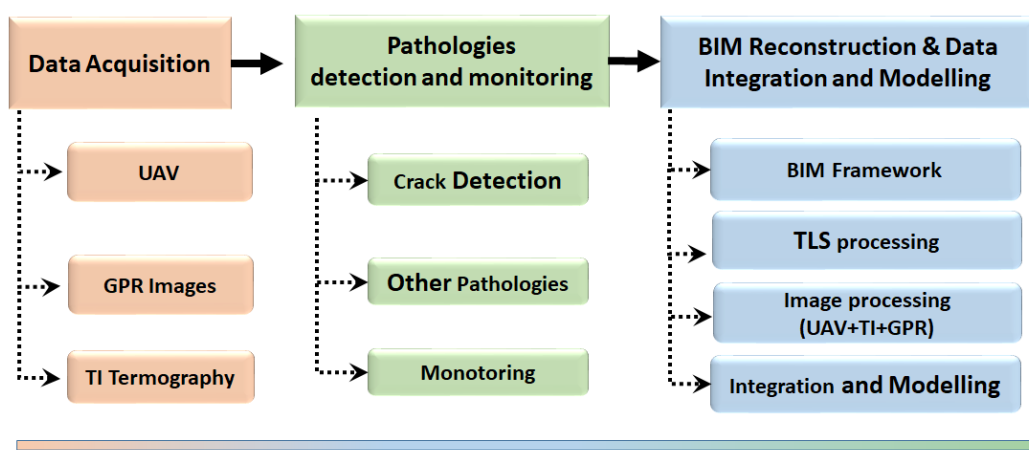 Data Acquisition
UAV
GPR Images
TI Termography
Pathologies
detection and monitoring
Crack Detection
Other Pathologies
Monotoring
BIM Reconstruction & Data
Integration and Modelling
BIM Framework
TLS processing
Image processing
(UAV+TI+GPR)
Integration and Modelling